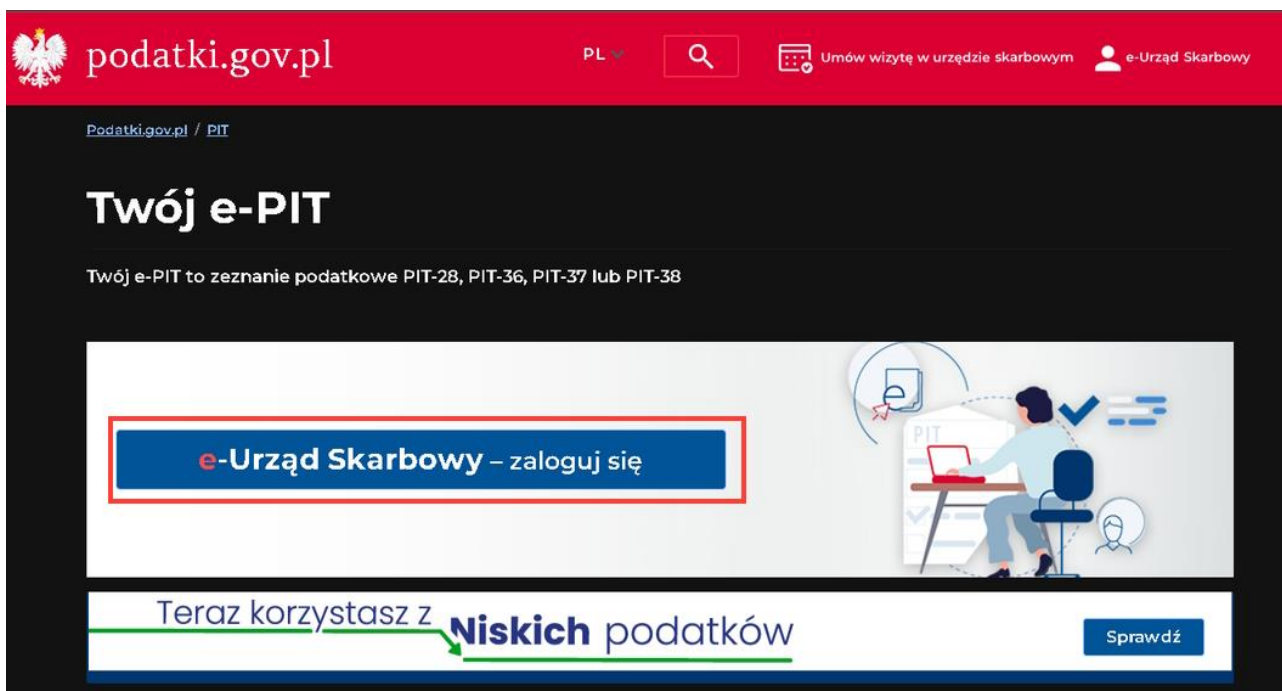 podatki.gov.pl
PL
Umów wizytę w urzędzie skarbowym
e-Urząd Skarbowy
Podatki.gov.pl / PIT
Twój e-PIT
Twój e-PIT to zeznanie podatkowe PIT-28, PIT-36, PIT-37 lub PIT-38
e-Urząd Skarbowy – zaloguj się
e
PIT
Teraz korzystasz z Niskich podatków
Sprawdź